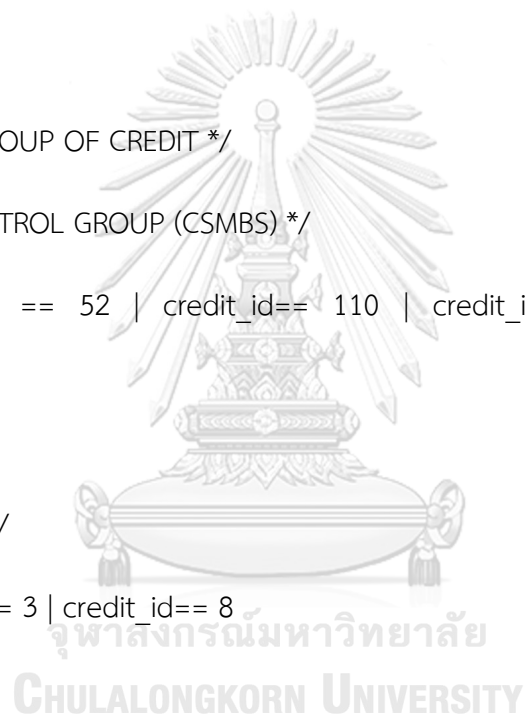 OUP OF CREDIT */
TROL GROUP (CSMBS) */
== 52 | credit_id== 110 | credit_i
/
= 3 | credit_id== 8
จุฬาลงกรณ์มหาวิทยาลัย
CHULALONGKORN UNIVERSITY